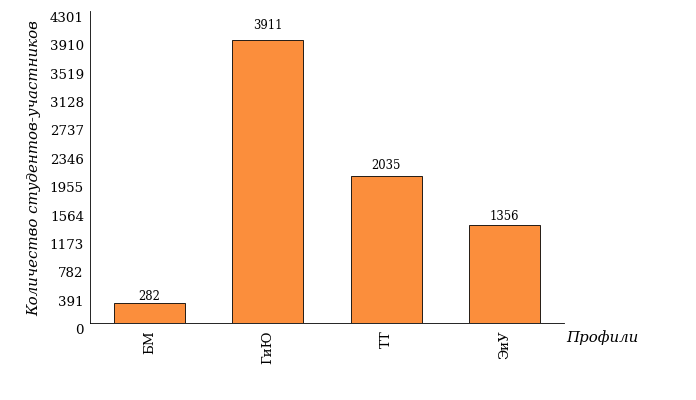 Количество студентов-участников
4301
3910
3519
3128
2737
2346
1955
1564
1173
782
391
0
282
3911
2035
1356
БМ
ГиЮ
ТТ
ЭиУ
Профили